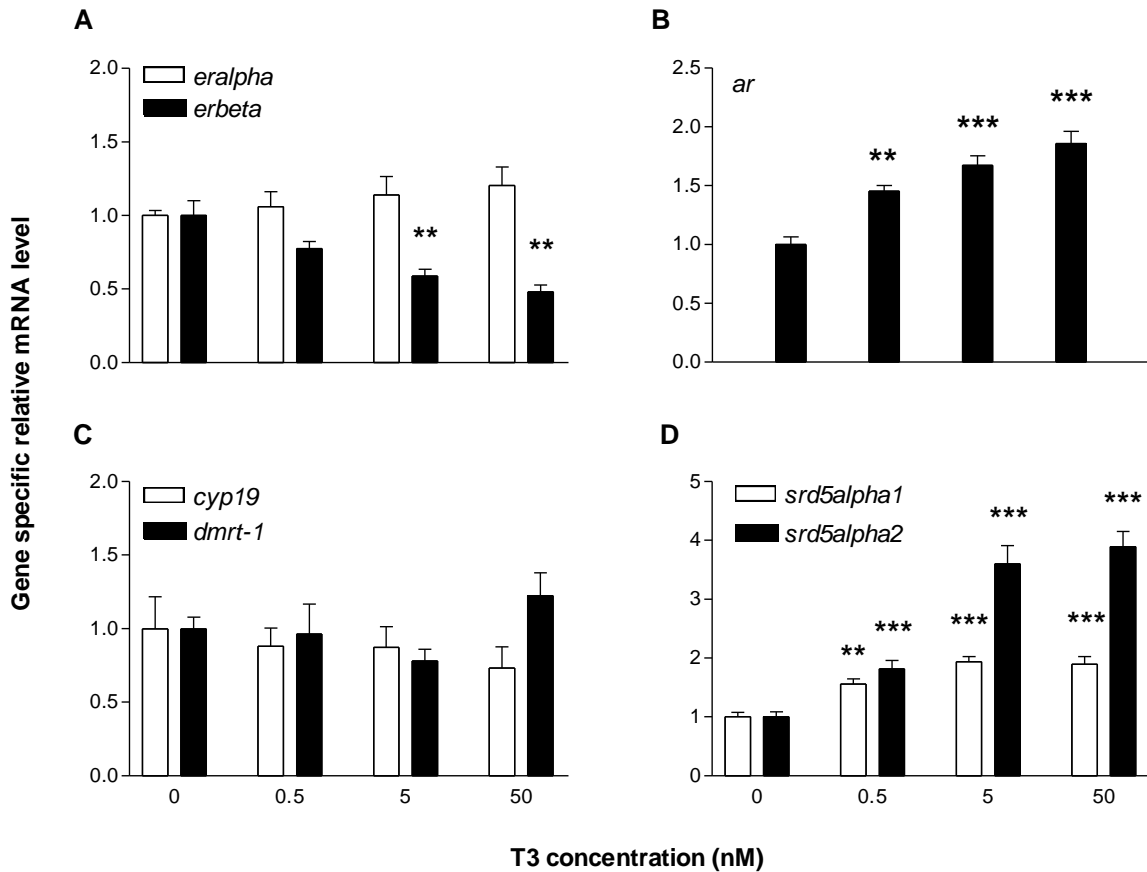 A
B
2.0
1.5
1.0
0.5
0.0
eralpha
erbeta
**
**
2.5
2.0
1.5
1.0
0.5
0.0
ar
**
***
***
Gene specific relative mRNA level
C
D
2.0
1.5
1.0
0.5
0.0
cyp19
dmrt-1
0 0.5 5 50
5
4
3
2
1
0
srd5alpha1
srd5alpha2
**
***
***
***
***
***
0 0.5 5 50
T3 concentration (nM)